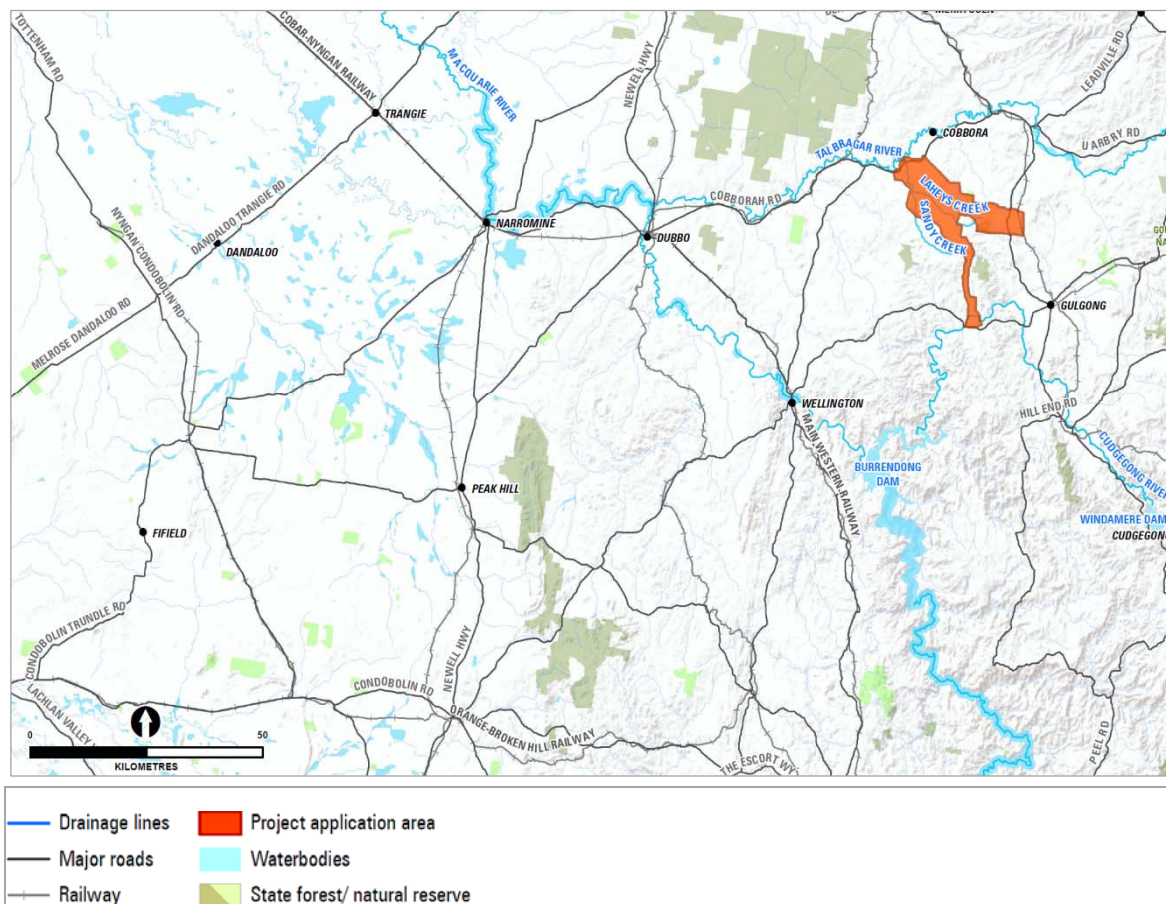 TOTTENHAM RD
COBAR-NYNGAN RAILWAY
MACQUARIE RIVER
NEWELL HWY
LEADVILLE RD
TRANGIE
COBBORA
UARBRY RD
TALBRAGAR RIVER
LAHEYS CREEK
COBBORAH RD
SANDY CREEK
NARROMINE
DUBBO
DANDALOO TRANGIE RD
DANDALOO
NYNGAN CONDOBOLIN RD
GULGONG
MELROSE DANDALOO RD
WELLINGTON
HILL END RD
MAIN WESTERN RAILWAY
BURRENDONG
DAM
CUDGEGONG RIVER
PEAK HILL
WINDAMERE DAM
CUDGEGONG
FIFIELD
CONDOBOLIN TRUNDLE RD
CONDOBOLIN RD
NEWELL HWY
LACHLAN VALLEY
ORANGE-BROKEN HILL RAILWAY
THE ESCORT WY
PEEL RD
0 50
KILOMETRES
Drainage lines
Project application area
Major roads
Waterbodies
Railway
State forest/ natural reserve